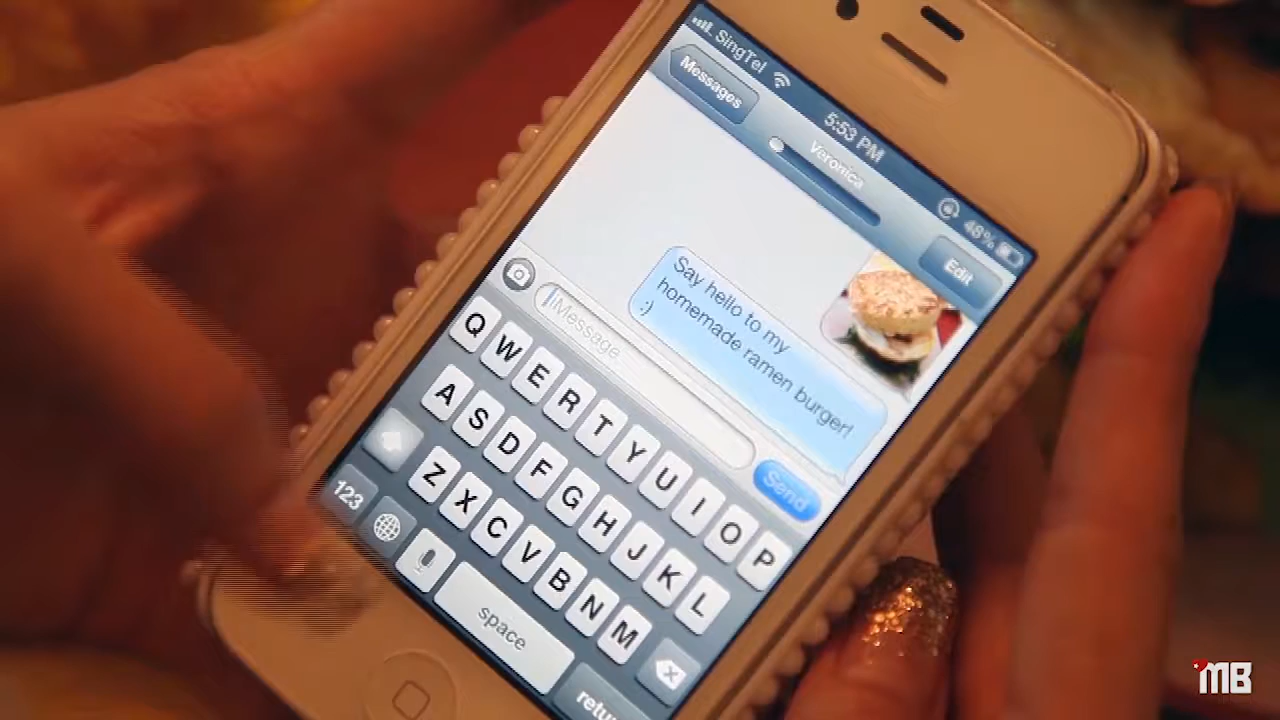 SingTel
5:53 PM
48%
Messages
Veronica
Edit
Say hello to my
homemade ramen burger!
:)
iMessage
Send
Q W E R T Y U I O P
A S D F G H J K L
Z X C V B N M
123
space
MB